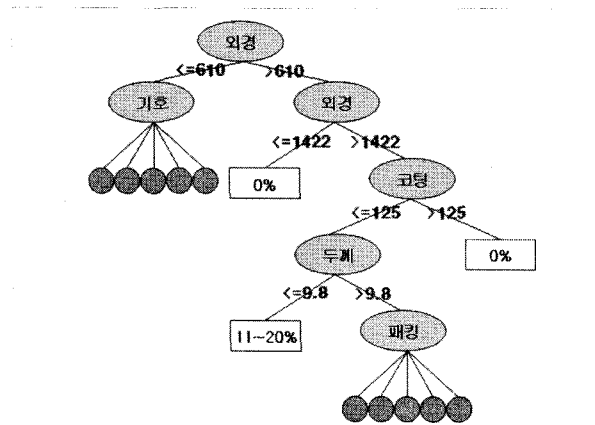 외경
<=610 >610
기호 외경
<=1422 >1422
0% 코팅
<=125 >125
두께 0%
<=9.8 >9.8
11~20% 패킹